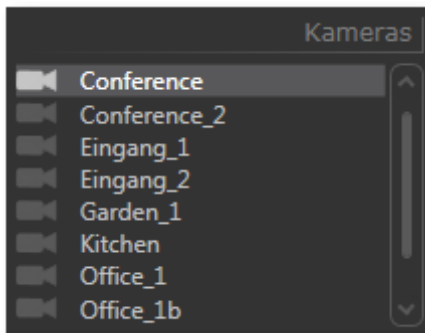 Kameras
Conference
Conference_2
Eingang_1
Eingang_2
Garden_1
Kitchen
Office_1
Office_1b